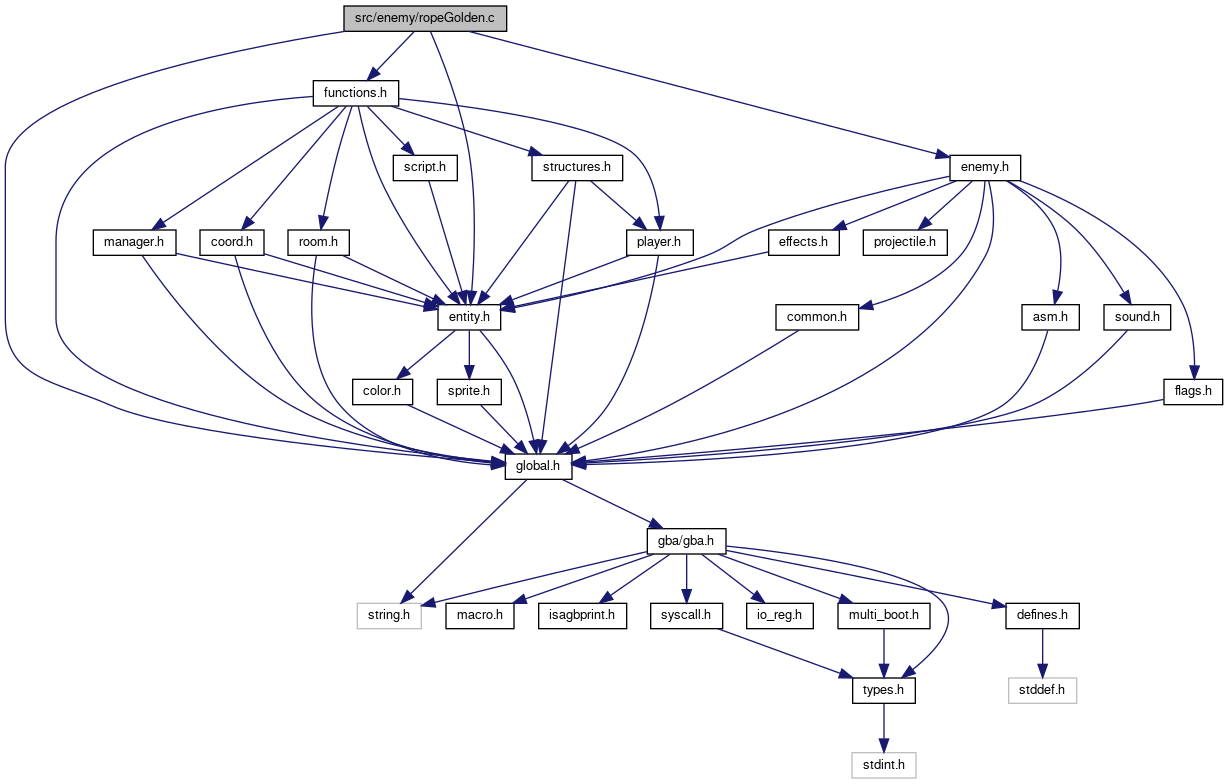 src/enemy/ropeGolden.c
functions.h
script.h
structures.h
enemy.h
manager.h
coord.h
room.h
player.h
effects.h
projectile.h
entity.h
common.h
asm.h
sound.h
color.h
sprite.h
flags.h
global.h
gba/gba.h
string.h
macro.h
isagbprint.h
syscall.h
io_reg.h
multi_boot.h
defines.h
types.h
stddef.h
stdint.h